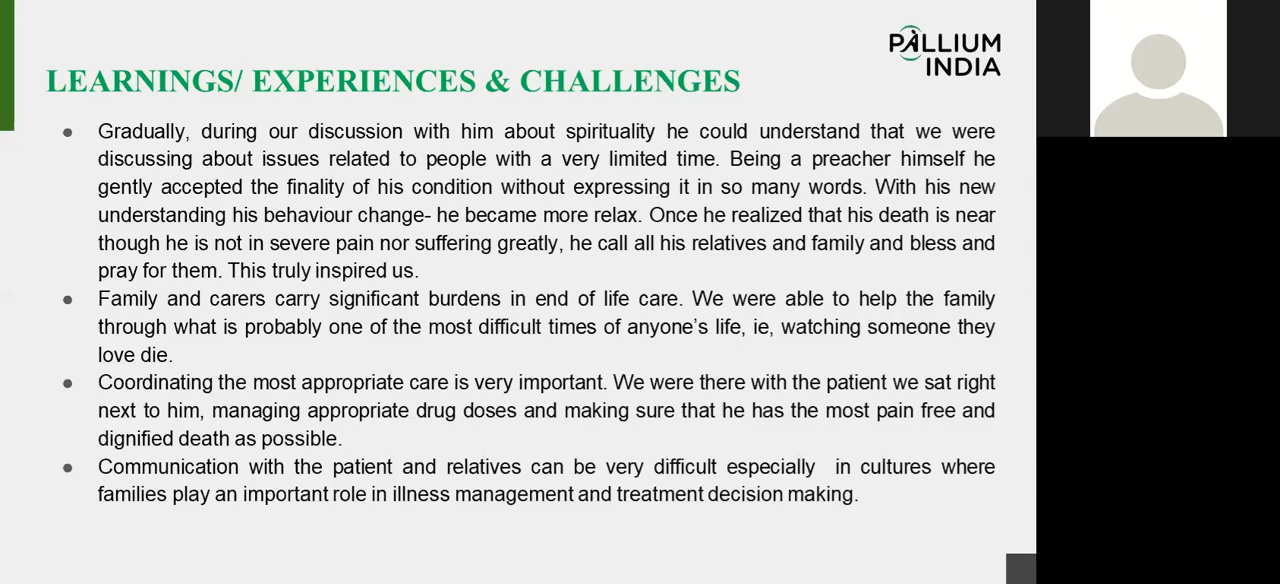 PALLIUM
INDIA
LEARNINGS/ EXPERIENCES & CHALLENGES
● Gradually, during our discussion with him about spirituality he could understand that we were
discussing about issues related to people with a very limited time. Being a preacher himself he
gently accepted the finality of his condition without expressing it in so many words. With his new
understanding his behaviour change- he became more relax. Once he realized that his death is near
though he is not in severe pain nor suffering greatly, he call all his relatives and family and bless and
pray for them. This truly inspired us.
● Family and carers carry significant burdens in end of life care. We were able to help the family
through what is probably one of the most difficult times of anyone's life, ie, watching someone they
love die.
● Coordinating the most appropriate care is very important. We were there with the patient we sat right
next to him, managing appropriate drug doses and making sure that he has the most pain free and
dignified death as possible.
● Communication with the patient and relatives can be very difficult especially in cultures where
families play an important role in illness management and treatment decision making.